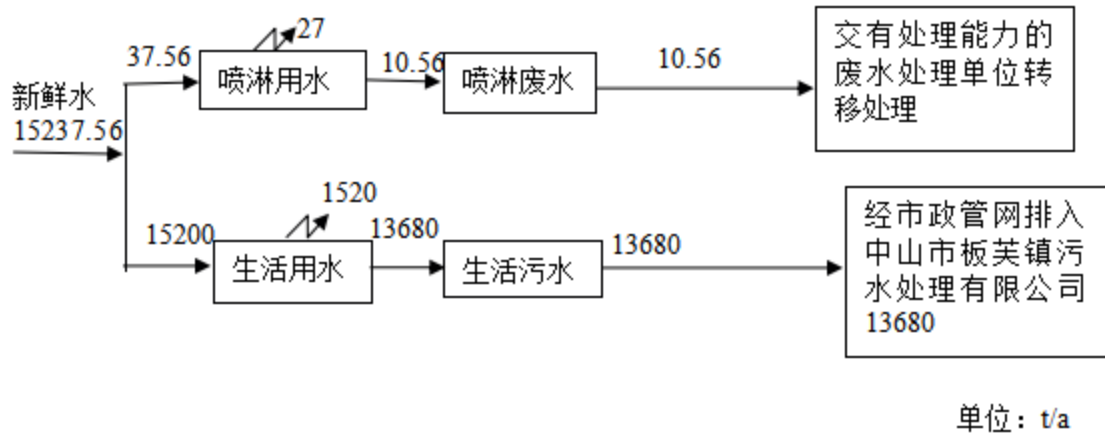 27
37.56
喷淋用水
10.56
喷淋废水
10.56
交有处理能力的
废水处理单位转
移处理
新鲜水
15237.56
1520
15200
生活用水
13680
生活污水
13680
经市政管网排入
中山市板芙镇污
水处理有限公司
13680
单位：t/a